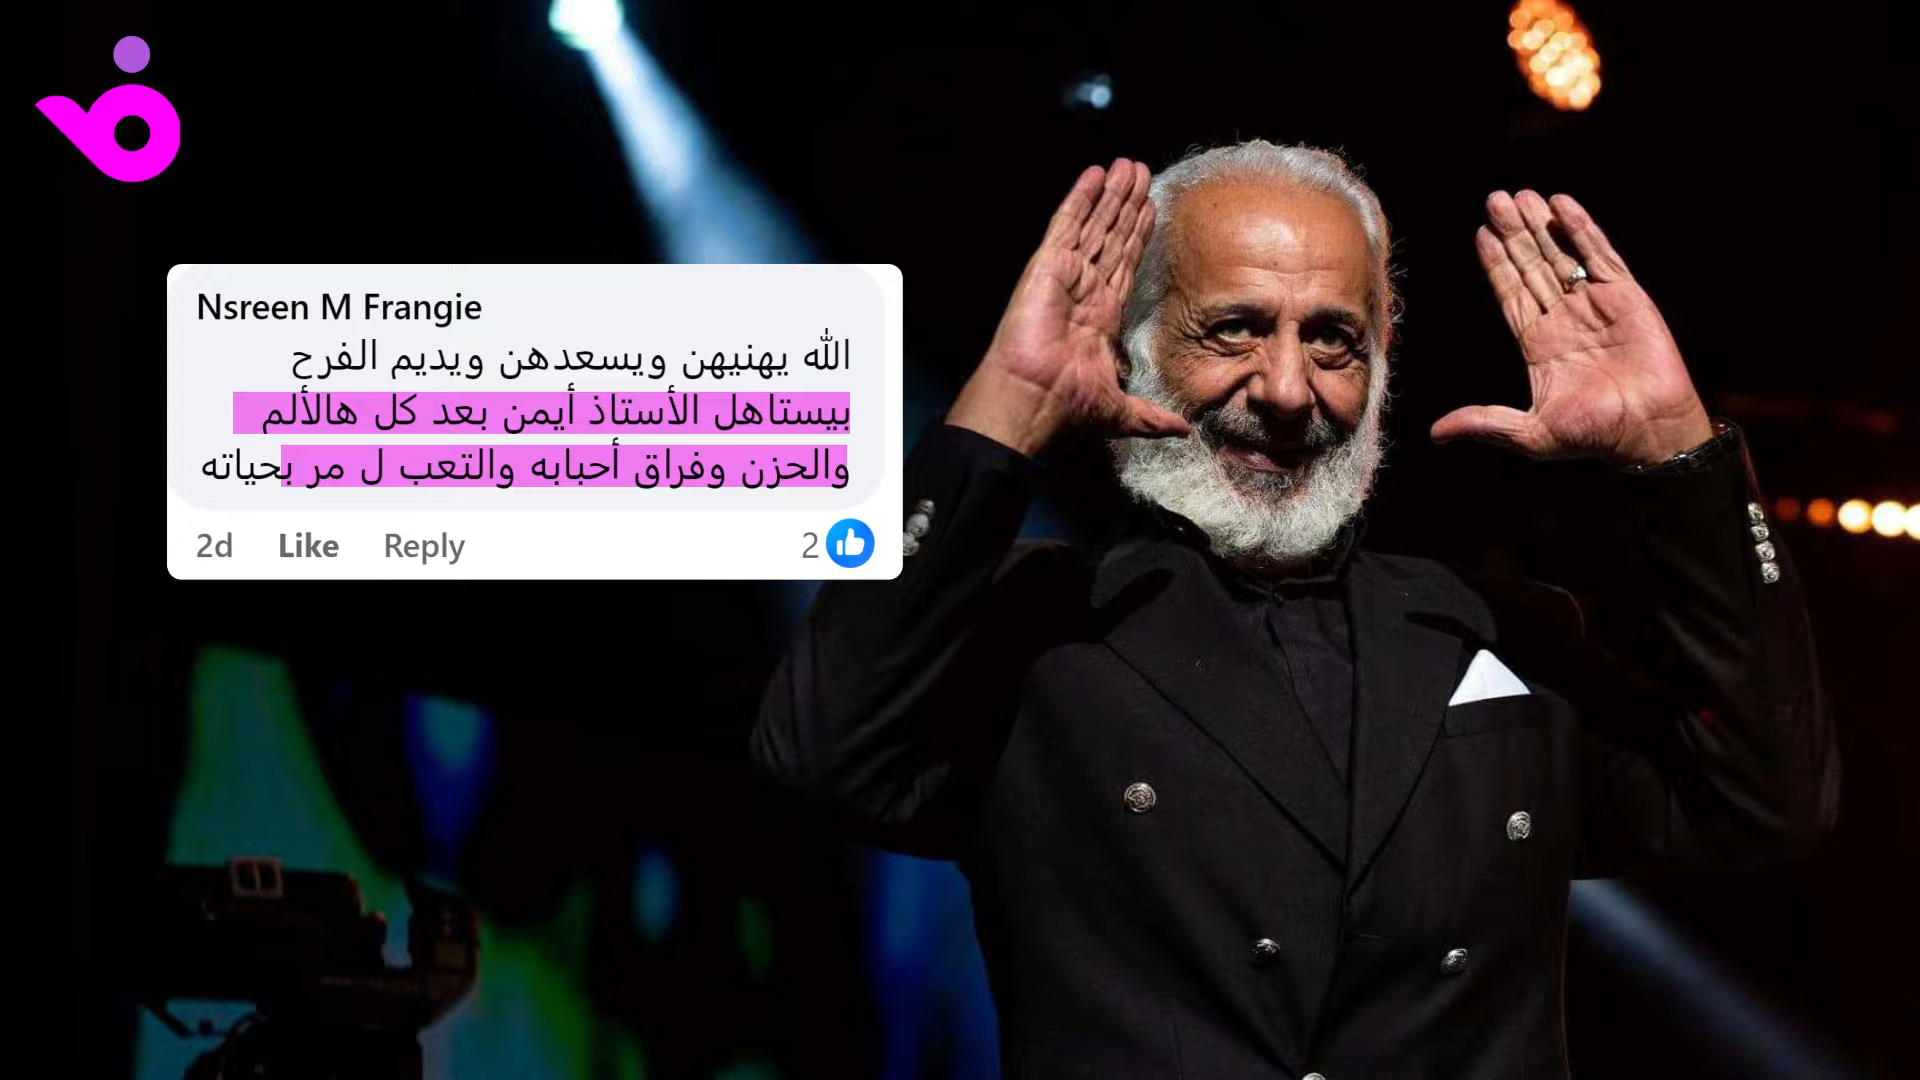 Nsreen M Frangie
الله يهنيهن ويسعدهن ويديم الفرح
بيستاهل الأستاذ أيمن بعد كل هالألم
والحزن وفراق أحبابه والتعب ل مر بحياته
2d Like Reply 2